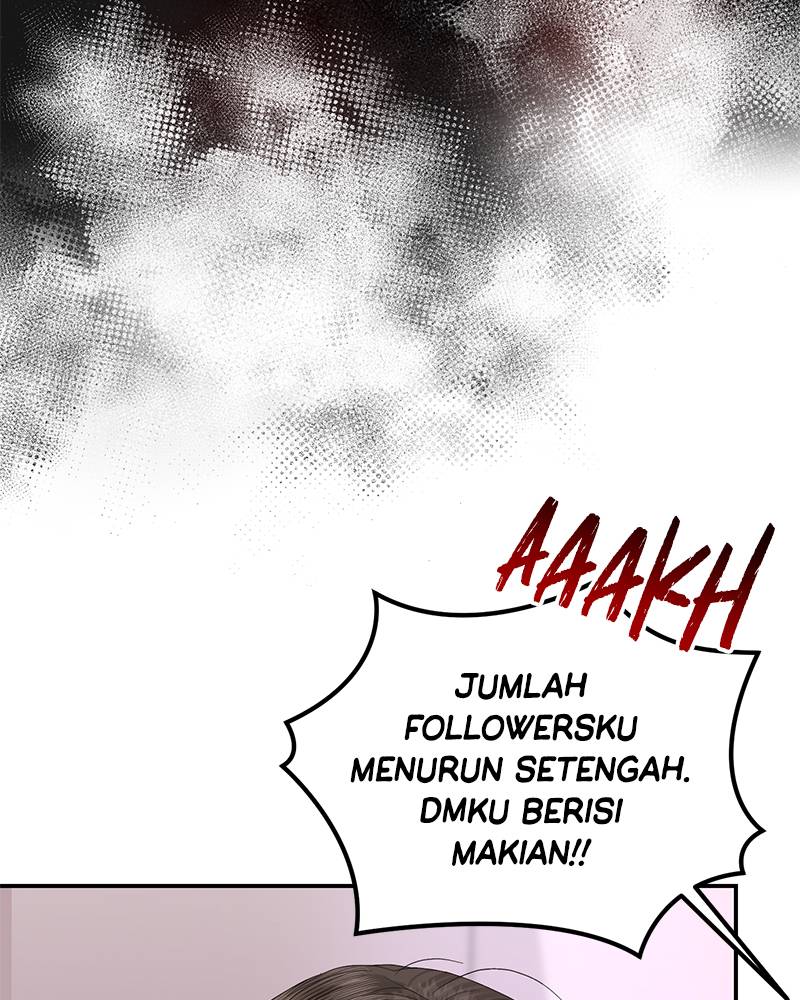 AAAKH
JUMLAH
FOLLOWERSKU
MENURUN SETENGAH.
DMKU BERISI
MAKIAN!!